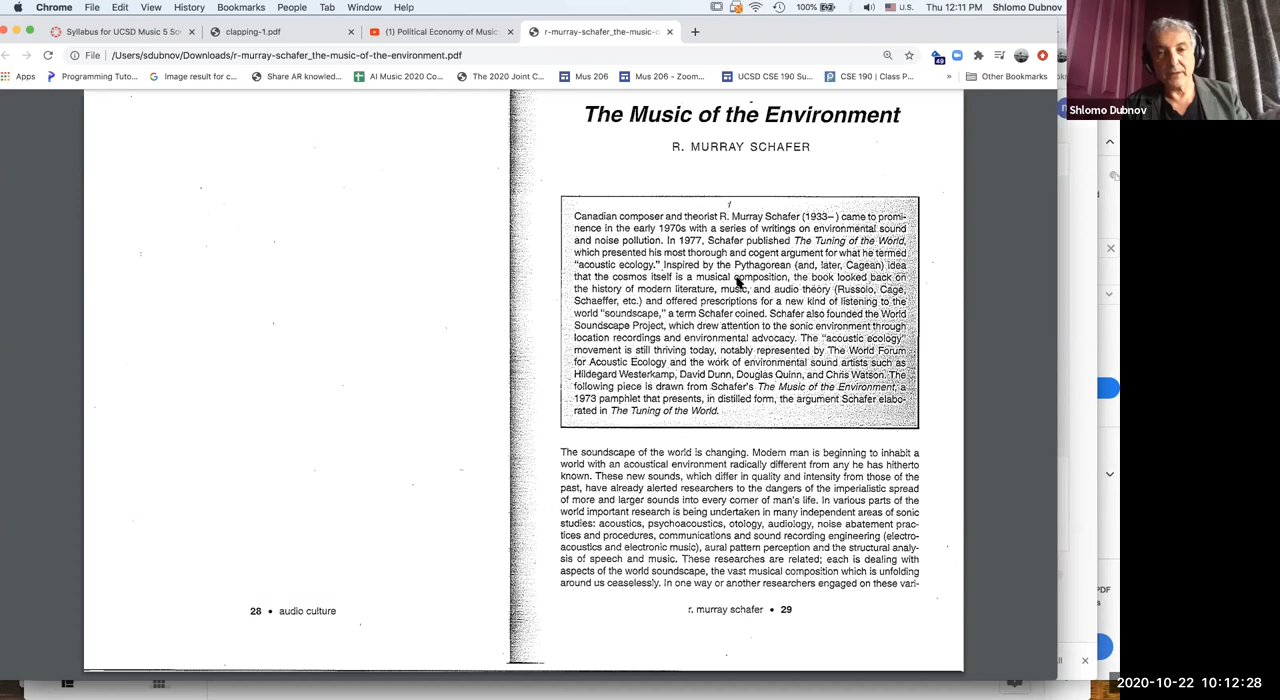 Chrome File Edit View History Bookmarks People Tab Window Help 100% U.S. Thu 12:11 PM Shlomo Dubnov
Syllabus for UCSD Music 5 So clapping-1.pdf (1) Political Economy of Music: r-murray-schafer_the-music-o
File /Users/sdubnov/Downloads/r-murray-schafer_the-music-of-the-environment.pdf 49
Apps Programming Tuto... Image result for c... Share AR knowled... AI Music 2020 Co... The 2020 Joint C... Mus 206 Mus 206 - Zoom... UCSD CSE 190 Su... CSE 190 | Class P... » Other Bookmarks
Shlomo Dubnov
The Music of the Environment
R. MURRAY SCHAFER
Canadian composer and theorist R. Murray Schafer (1933– ) came to promi-
nence in the early 1970s with a series of writings on environmental sound
and noise pollution. In 1977, Schafer published The Tuning of the World,
which presented his most thorough and cogent argument for what he termed
“acoustic ecology.” Inspired by the Pythagorean (and, later, Cagean) idea
that the cosmos itself is a musical composition, the book looked back on
the history of modern literature, music, and audio theory (Russolo, Cage,
Schaeffer, etc.) and offered prescriptions for a new kind of listening to the
world “soundscape,” a term Schafer coined. Schafer also founded the World
Soundscape Project, which drew attention to the sonic environment through
location recordings and environmental advocacy. The “acoustic ecology”
movement is still thriving today, notably represented by The World Forum
for Acoustic Ecology and the work of environmental sound artists such as
Hildegard Westerkamp, David Dunn, Douglas Quinn, and Chris Watson. The
following piece is drawn from Schafer’s The Music of the Environment, a
1973 pamphlet that presents, in distilled form, the argument Schafer elabo-
rated in The Tuning of the World.
The soundscape of the world is changing. Modern man is beginning to inhabit a
world with an acoustical environment radically different from any he has hitherto
known. These new sounds, which differ in quality and intensity from those of the
past, have already alerted researchers to the dangers of the imperialistic spread
of more and larger sounds into every corner of man’s life. In various parts of the
world important research is being undertaken in many independent areas of sonic
studies: acoustics, psychoacoustics, otology, audiology, noise abatement prac-
tices and procedures, communications and sound recording engineering (electro-
acoustics and electronic music), aural pattern perception and the structural analy-
sis of speech and music. These researches are related; each is dealing with
aspects of the world soundscape, the vast musical composition which is unfolding
around us ceaselessly. In one way or another researchers engaged on these vari-
28 • audio culture
r. murray schafer • 29
PDF
2020-10-22 10:12:28